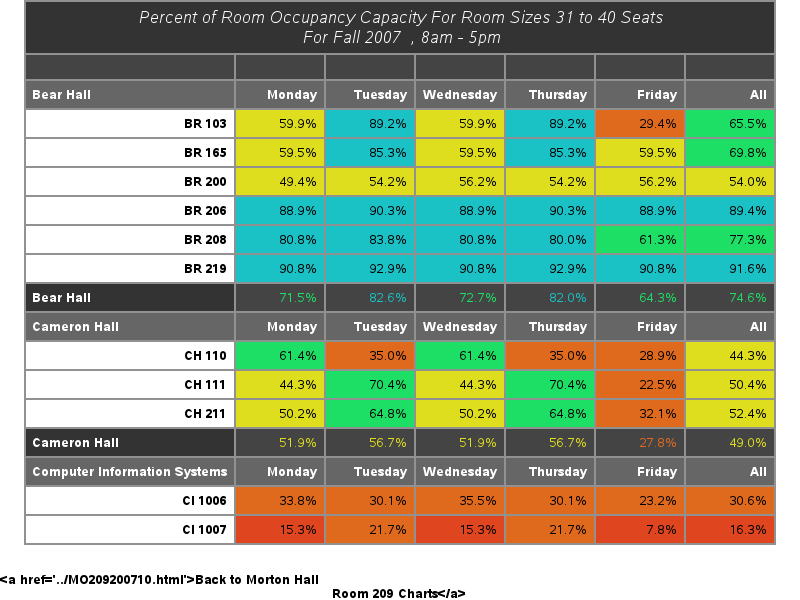 Percent of Room Occupancy Capacity For Room Sizes 31 to 40 Seats
For Fall 2007 , 8am - 5pm
Bear Hall Monday Tuesday Wednesday Thursday Friday All
BR 103 59.9% 89.2% 59.9% 89.2% 29.4% 65.5%
BR 165 59.5% 85.3% 59.5% 85.3% 59.5% 69.8%
BR 200 49.4% 54.2% 56.2% 54.2% 56.2% 54.0%
BR 206 88.9% 90.3% 88.9% 90.3% 88.9% 89.4%
BR 208 80.8% 83.8% 80.8% 80.0% 61.3% 77.3%
BR 219 90.8% 92.9% 90.8% 92.9% 90.8% 91.6%
Bear Hall 71.5% 82.6% 72.7% 82.0% 64.3% 74.6%
Cameron Hall Monday Tuesday Wednesday Thursday Friday All
CH 110 61.4% 35.0% 61.4% 35.0% 28.9% 44.3%
CH 111 44.3% 70.4% 44.3% 70.4% 22.5% 50.4%
CH 211 50.2% 64.8% 50.2% 64.8% 32.1% 52.4%
Cameron Hall 51.9% 56.7% 51.9% 56.7% 27.8% 49.0%
Computer Information Systems Monday Tuesday Wednesday Thursday Friday All
CI 1006 33.8% 30.1% 35.5% 30.1% 23.2% 30.6%
CI 1007 15.3% 21.7% 15.3% 21.7% 7.8% 16.3%
<a href='../MO209200710.html'>Back to Morton Hall
Room 209 Charts</a>